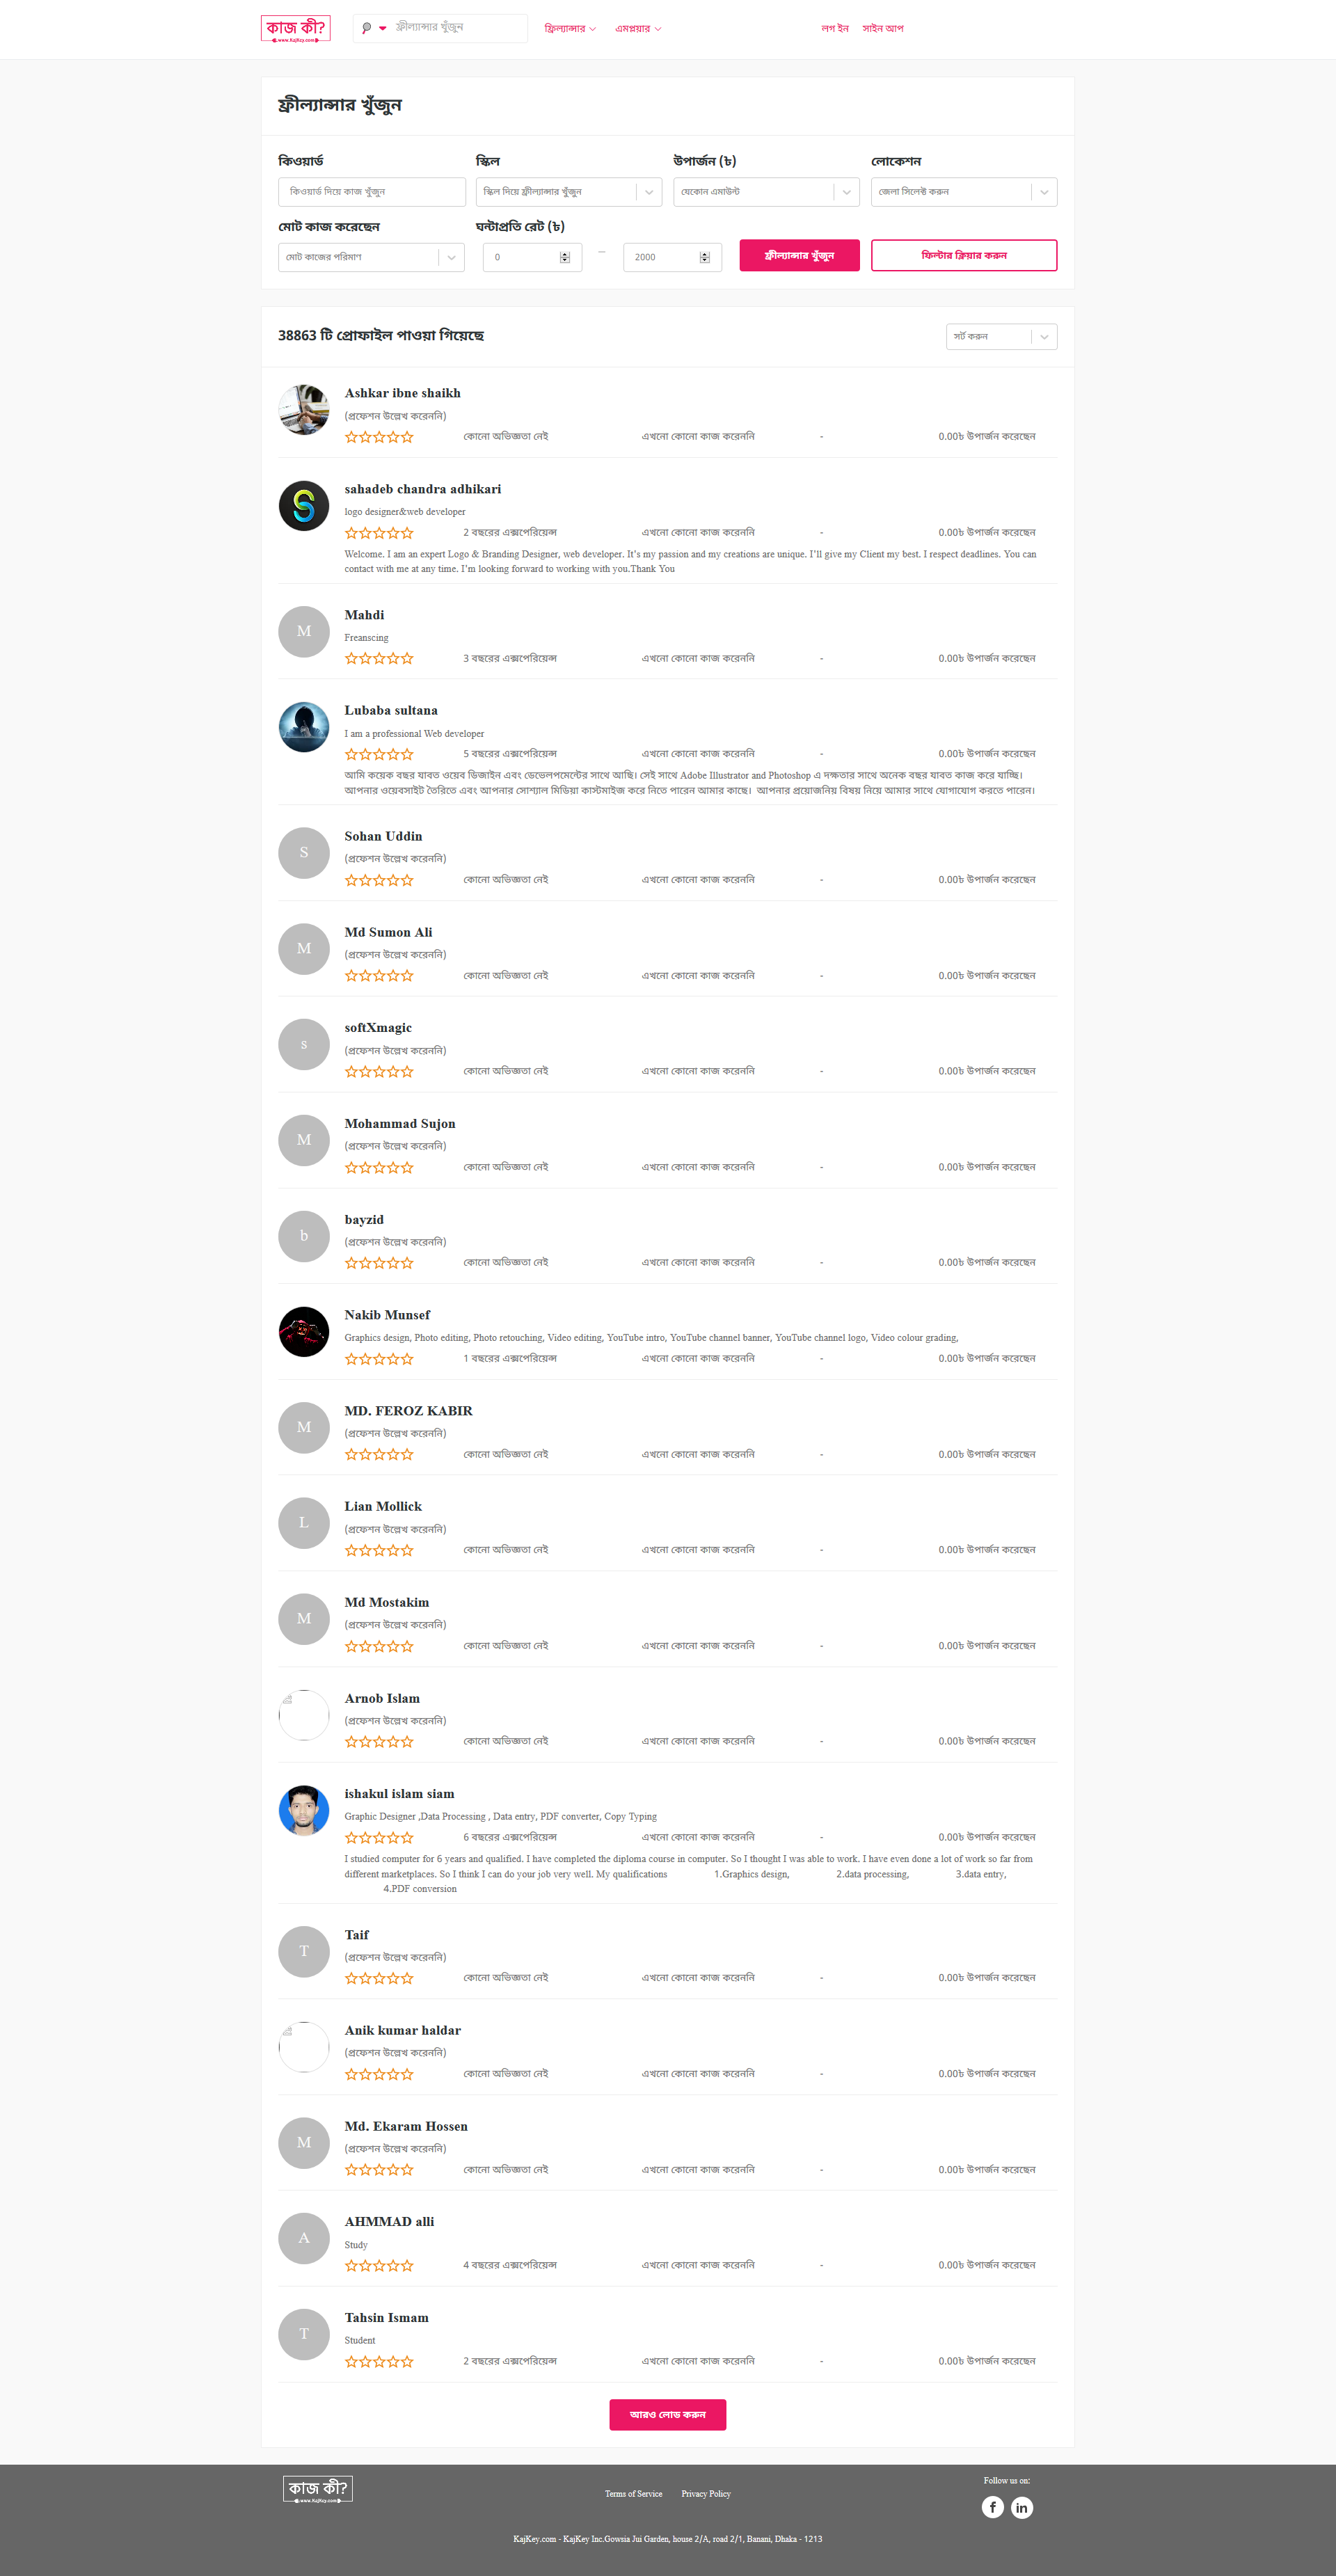 কাজ কী?
www.KajKey.com
ফ্রীল্যান্সার খুঁজুন
ফ্রিল্যান্সার
এমপ্লয়ার
লগ ইন
সাইন আপ
ফ্রীল্যান্সার খুঁজুন
কিওয়ার্ড
স্কিল
উপার্জন (৳)
লোকেশন
কিওয়ার্ড দিয়ে কাজ খুঁজুন
স্কিল দিয়ে ফ্রীল্যান্সার খুঁজুন
যেকোন এমাউন্ট
জেলা সিলেক্ট করুন
মোট কাজ করেছেন
ঘন্টাপ্রতি রেট (৳)
মোট কাজের পরিমাণ
0
—
2000
ফ্রীল্যান্সার খুঁজুন
ফিল্টার ক্লিয়ার করুন
38863 টি প্রোফাইল পাওয়া গিয়েছে
সর্ট করুন
Ashkar ibne shaikh
(প্রফেশন উল্লেখ করেননি)
কোনো অভিজ্ঞতা নেই এখনো কোনো কাজ করেননি - 0.00৳ উপার্জন করেছেন
sahadeb chandra adhikari
logo designer&web developer
2 বছরের এক্সপেরিয়েন্স এখনো কোনো কাজ করেননি - 0.00৳ উপার্জন করেছেন
Welcome. I am an expert Logo & Branding Designer, web developer. It's my passion and my creations are unique. I'll give my Client my best. I respect deadlines. You can
contact with me at any time. I'm looking forward to working with you.Thank You
M
Mahdi
Freanscing
3 বছরের এক্সপেরিয়েন্স এখনো কোনো কাজ করেননি - 0.00৳ উপার্জন করেছেন
Lubaba sultana
I am a professional Web developer
5 বছরের এক্সপেরিয়েন্স এখনো কোনো কাজ করেননি - 0.00৳ উপার্জন করেছেন
আমি কয়েক বছর যাবত ওয়েব ডিজাইন এবং ডেভেলপমেন্টের সাথে আছি। সেই সাথে Adobe Illustrator and Photoshop এ দক্ষতার সাথে অনেক বছর যাবত কাজ করে যাচ্ছি।
আপনার ওয়েবসাইট তৈরিতে এবং আপনার সোশ্যাল মিডিয়া কাস্টমাইজ করে নিতে পারেন আমার কাছে। আপনার প্রয়োজনিয় বিষয় নিয়ে আমার সাথে যোগাযোগ করতে পারেন।
S
Sohan Uddin
(প্রফেশন উল্লেখ করেননি)
কোনো অভিজ্ঞতা নেই এখনো কোনো কাজ করেননি - 0.00৳ উপার্জন করেছেন
M
Md Sumon Ali
(প্রফেশন উল্লেখ করেননি)
কোনো অভিজ্ঞতা নেই এখনো কোনো কাজ করেননি - 0.00৳ উপার্জন করেছেন
s
softXmagic
(প্রফেশন উল্লেখ করেননি)
কোনো অভিজ্ঞতা নেই এখনো কোনো কাজ করেননি - 0.00৳ উপার্জন করেছেন
M
Mohammad Sujon
(প্রফেশন উল্লেখ করেননি)
কোনো অভিজ্ঞতা নেই এখনো কোনো কাজ করেননি - 0.00৳ উপার্জন করেছেন
b
bayzid
(প্রফেশন উল্লেখ করেননি)
কোনো অভিজ্ঞতা নেই এখনো কোনো কাজ করেননি - 0.00৳ উপার্জন করেছেন
Nakib Munsef
Graphics design, Photo editing, Photo retouching, Video editing, YouTube intro, YouTube channel banner, YouTube channel logo, Video colour grading,
1 বছরের এক্সপেরিয়েন্স এখনো কোনো কাজ করেননি - 0.00৳ উপার্জন করেছেন
M
MD. FEROZ KABIR
(প্রফেশন উল্লেখ করেননি)
কোনো অভিজ্ঞতা নেই এখনো কোনো কাজ করেননি - 0.00৳ উপার্জন করেছেন
L
Lian Mollick
(প্রফেশন উল্লেখ করেননি)
কোনো অভিজ্ঞতা নেই এখনো কোনো কাজ করেননি - 0.00৳ উপার্জন করেছেন
M
Md Mostakim
(প্রফেশন উল্লেখ করেননি)
কোনো অভিজ্ঞতা নেই এখনো কোনো কাজ করেননি - 0.00৳ উপার্জন করেছেন
Arnob Islam
(প্রফেশন উল্লেখ করেননি)
কোনো অভিজ্ঞতা নেই এখনো কোনো কাজ করেননি - 0.00৳ উপার্জন করেছেন
ishakul islam siam
Graphic Designer ,Data Processing , Data entry, PDF converter, Copy Typing
6 বছরের এক্সপেরিয়েন্স এখনো কোনো কাজ করেননি - 0.00৳ উপার্জন করেছেন
I studied computer for 6 years and qualified. I have completed the diploma course in computer. So I thought I was able to work. I have even done a lot of work so far from
different marketplaces. So I think I can do your job very well. My qualifications 1.Graphics design, 2.data processing, 3.data entry,
4.PDF conversion
T
Taif
(প্রফেশন উল্লেখ করেননি)
কোনো অভিজ্ঞতা নেই এখনো কোনো কাজ করেননি - 0.00৳ উপার্জন করেছেন
Anik kumar haldar
(প্রফেশন উল্লেখ করেননি)
কোনো অভিজ্ঞতা নেই এখনো কোনো কাজ করেননি - 0.00৳ উপার্জন করেছেন
M
Md. Ekaram Hossen
(প্রফেশন উল্লেখ করেননি)
কোনো অভিজ্ঞতা নেই এখনো কোনো কাজ করেননি - 0.00৳ উপার্জন করেছেন
A
AHMMAD alli
Study
4 বছরের এক্সপেরিয়েন্স এখনো কোনো কাজ করেননি - 0.00৳ উপার্জন করেছেন
T
Tahsin Ismam
Student
2 বছরের এক্সপেরিয়েন্স এখনো কোনো কাজ করেননি - 0.00৳ উপার্জন করেছেন
আরও লোড করুন
কাজ কী?
www.KajKey.com
Terms of Service
Privacy Policy
Follow us on:
KajKey.com - KajKey Inc.Gowsia Jui Garden, house 2/A, road 2/1, Banani, Dhaka - 1213